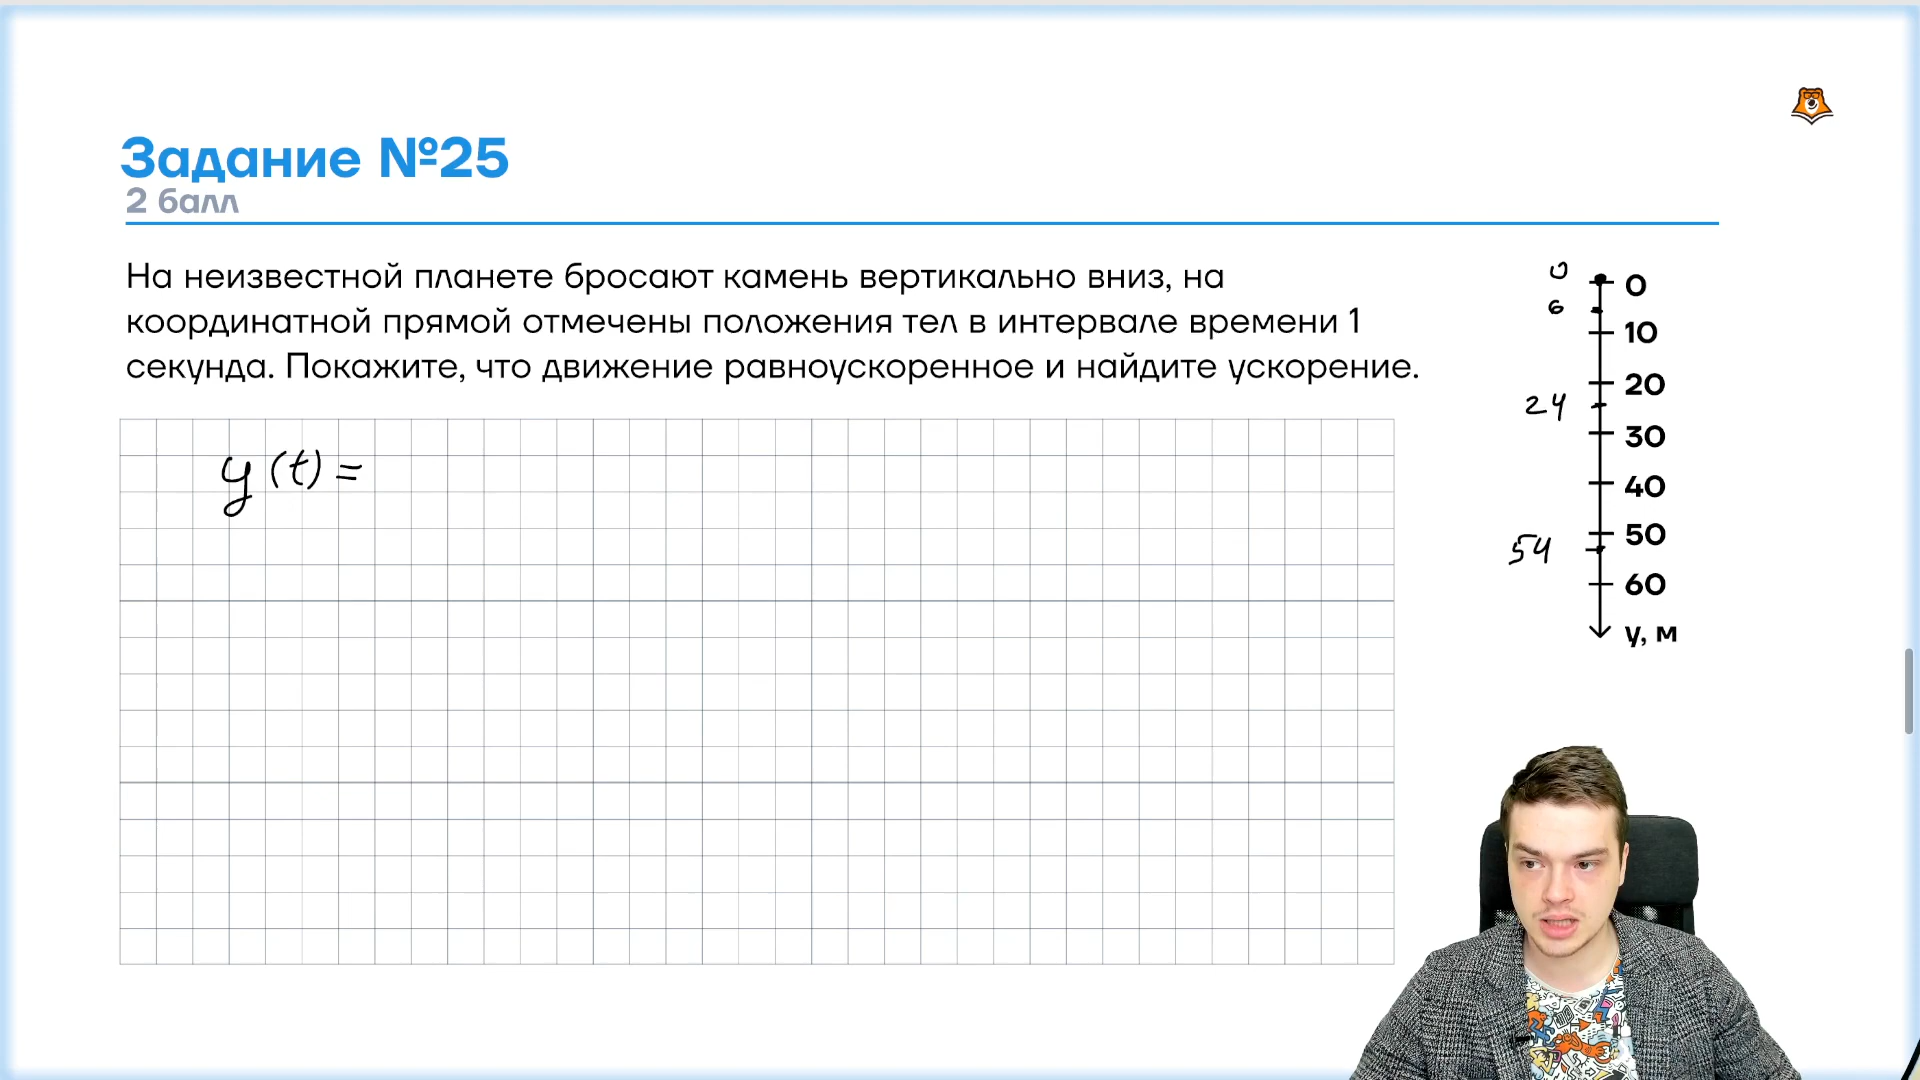 Задание №25
2 балл
На неизвестной планете бросают камень вертикально вниз, на
координатной прямой отмечены положения тел в интервале времени 1
секунда. Покажите, что движение равноускоренное и найдите ускорение.
y (t) =
0 0
6
10
20
24
30
40
50
54
60
y, м